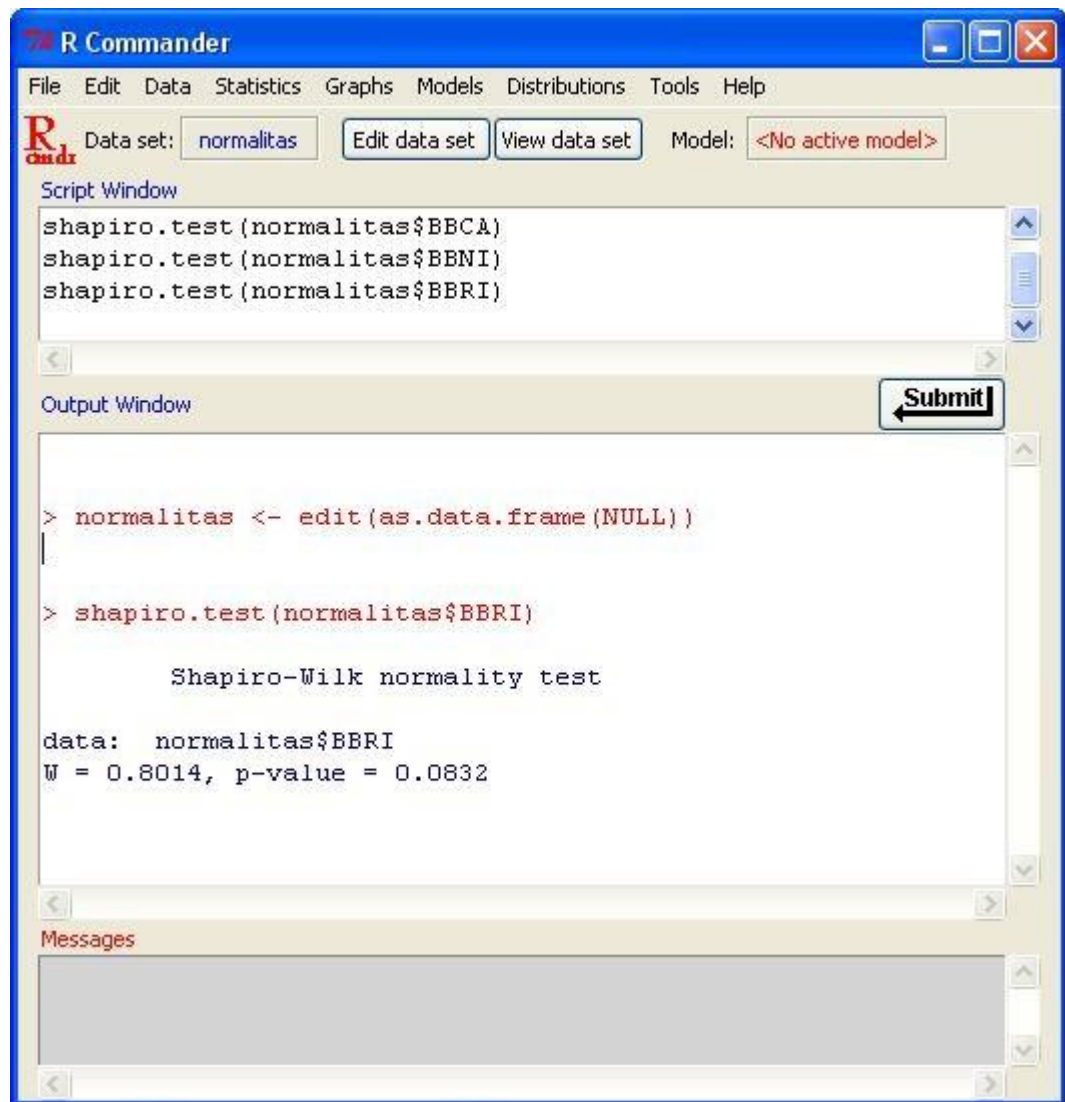 R Commander
File Edit Data Statistics Graphs Models Distributions Tools Help
R cmdr Data set: normalitas Edit data set View data set Model: <No active model>
Script Window
shapiro.test(normalitas$BBCA)
shapiro.test(normalitas$BBNI)
shapiro.test(normalitas$BBRI)
Submit
Output Window
> normalitas <- edit(as.data.frame(NULL))
> shapiro.test(normalitas$BBRI)
Shapiro-Wilk normality test
data: normalitas$BBRI
W = 0.8014, p-value = 0.0832
Messages